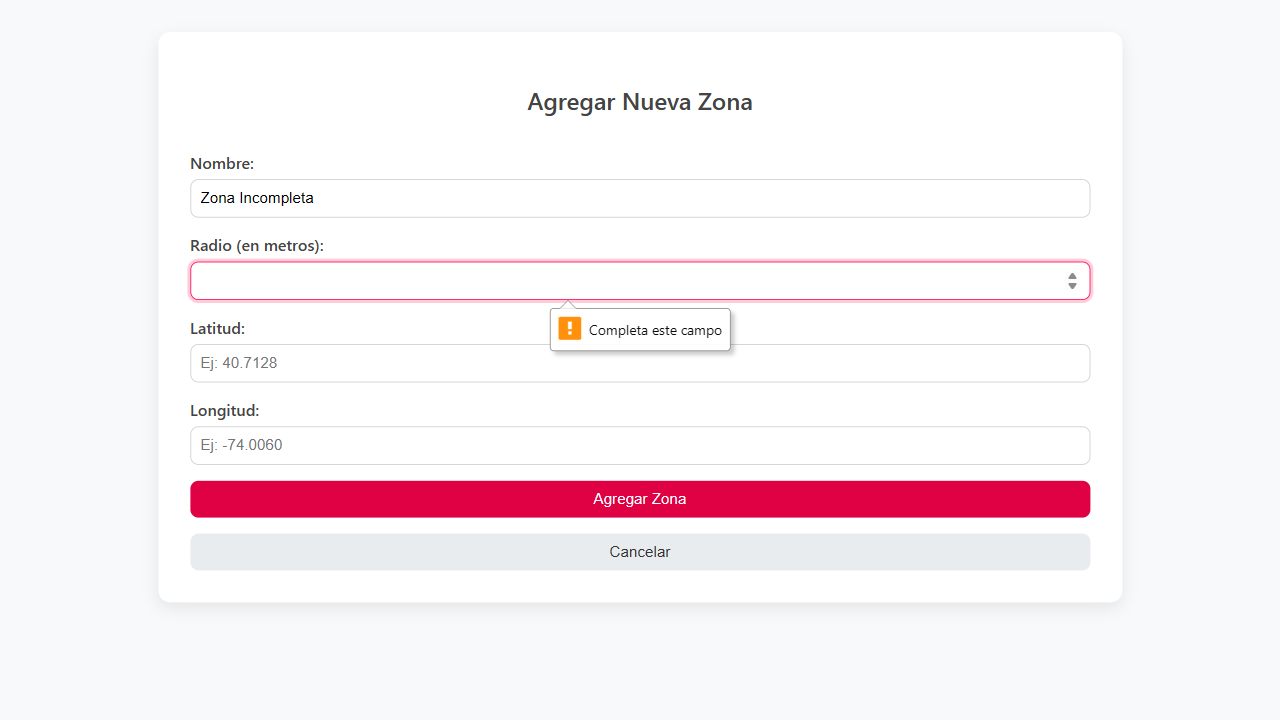 Agregar Nueva Zona
Nombre:
Zona Incompleta
Radio (en metros):
Completa este campo
Latitud:
Ej: 40.7128
Longitud:
Ej: -74.0060
Agregar Zona
Cancelar